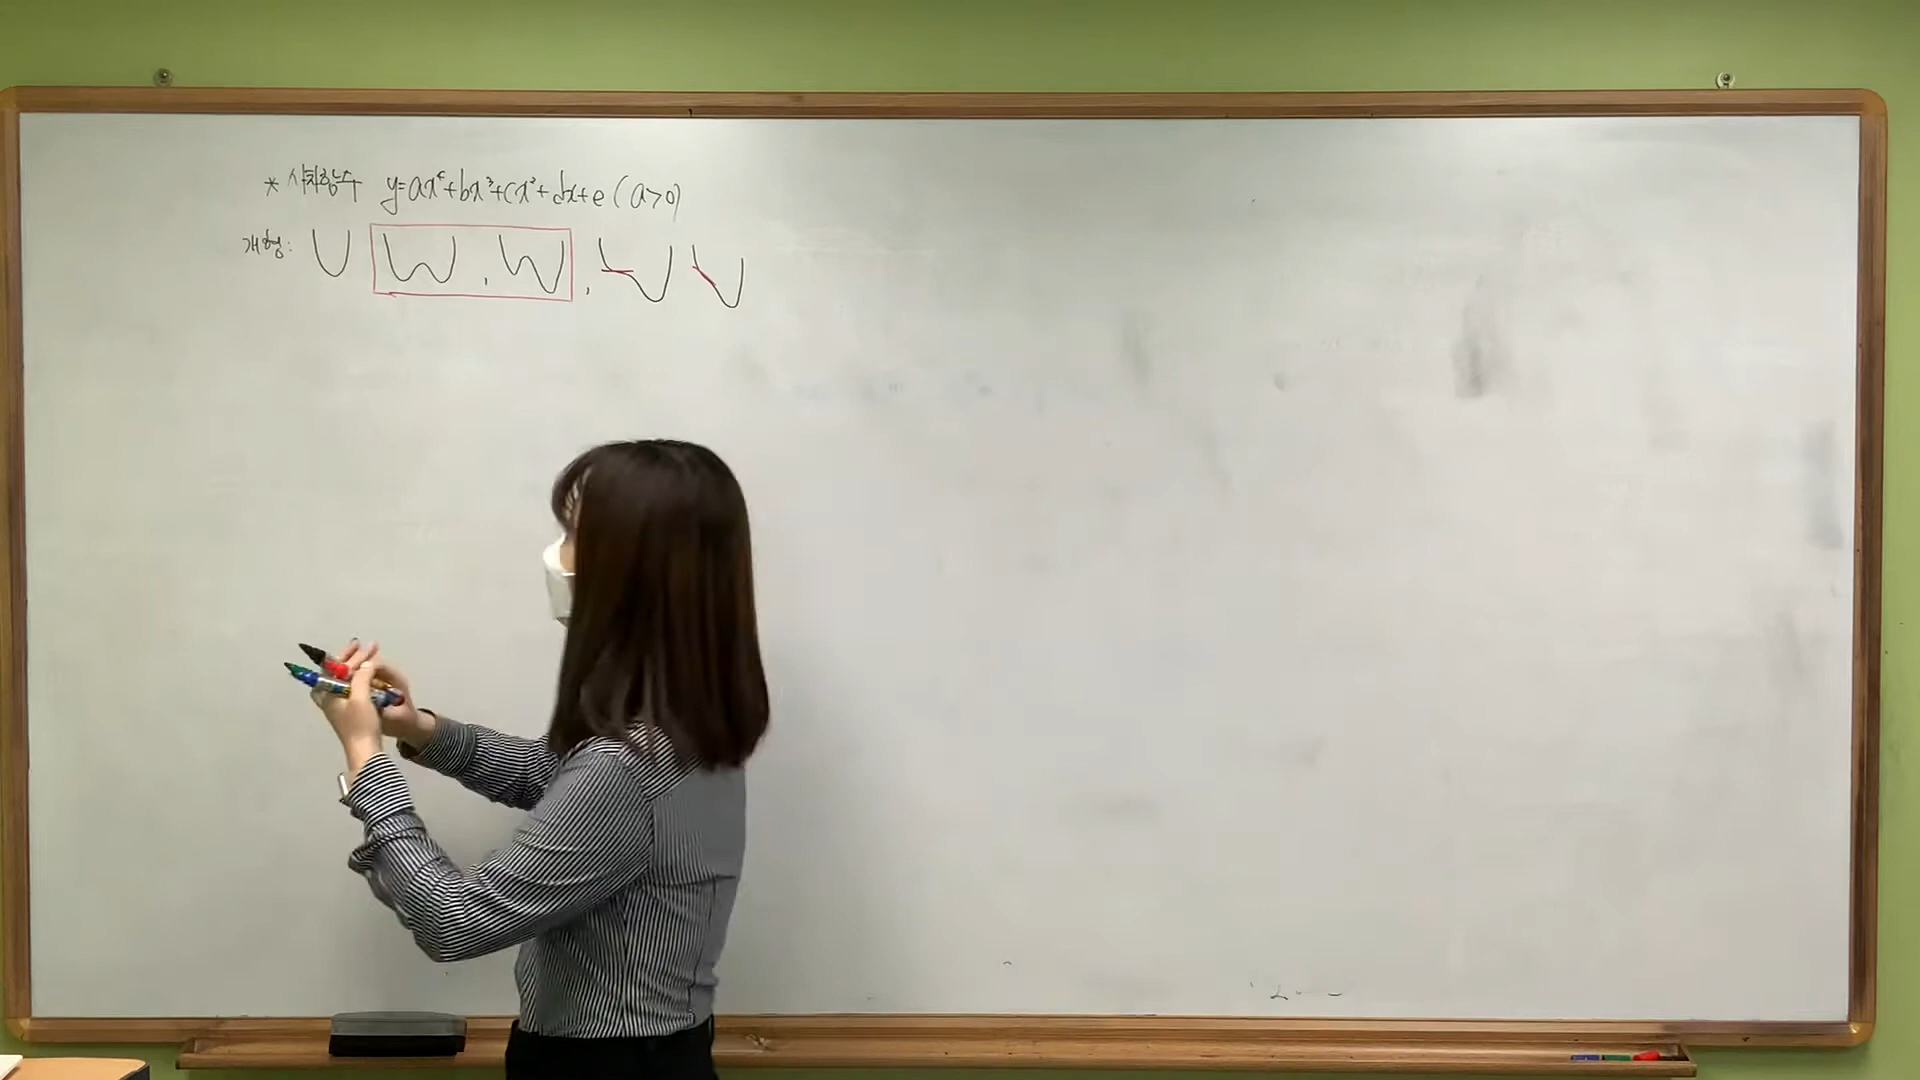 * 사차함수 y=ax⁴+bx³+cx²+dx+e (a>0)
개형: , ,